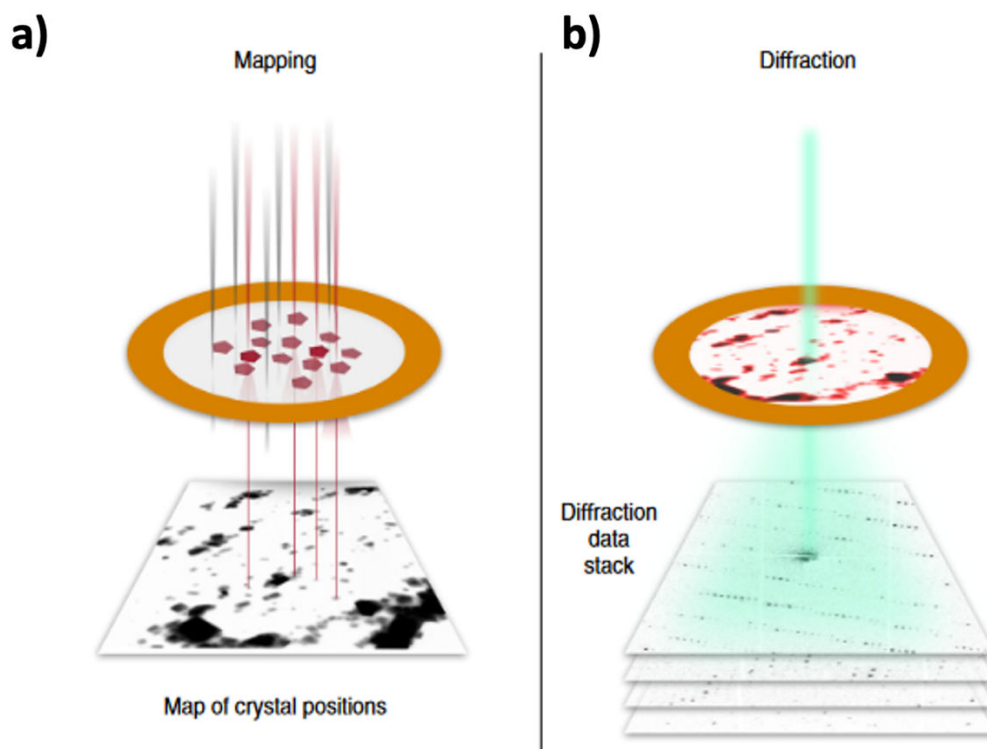 a)
Mapping
Map of crystal positions
b)
Diffraction
Diffraction
data
stack